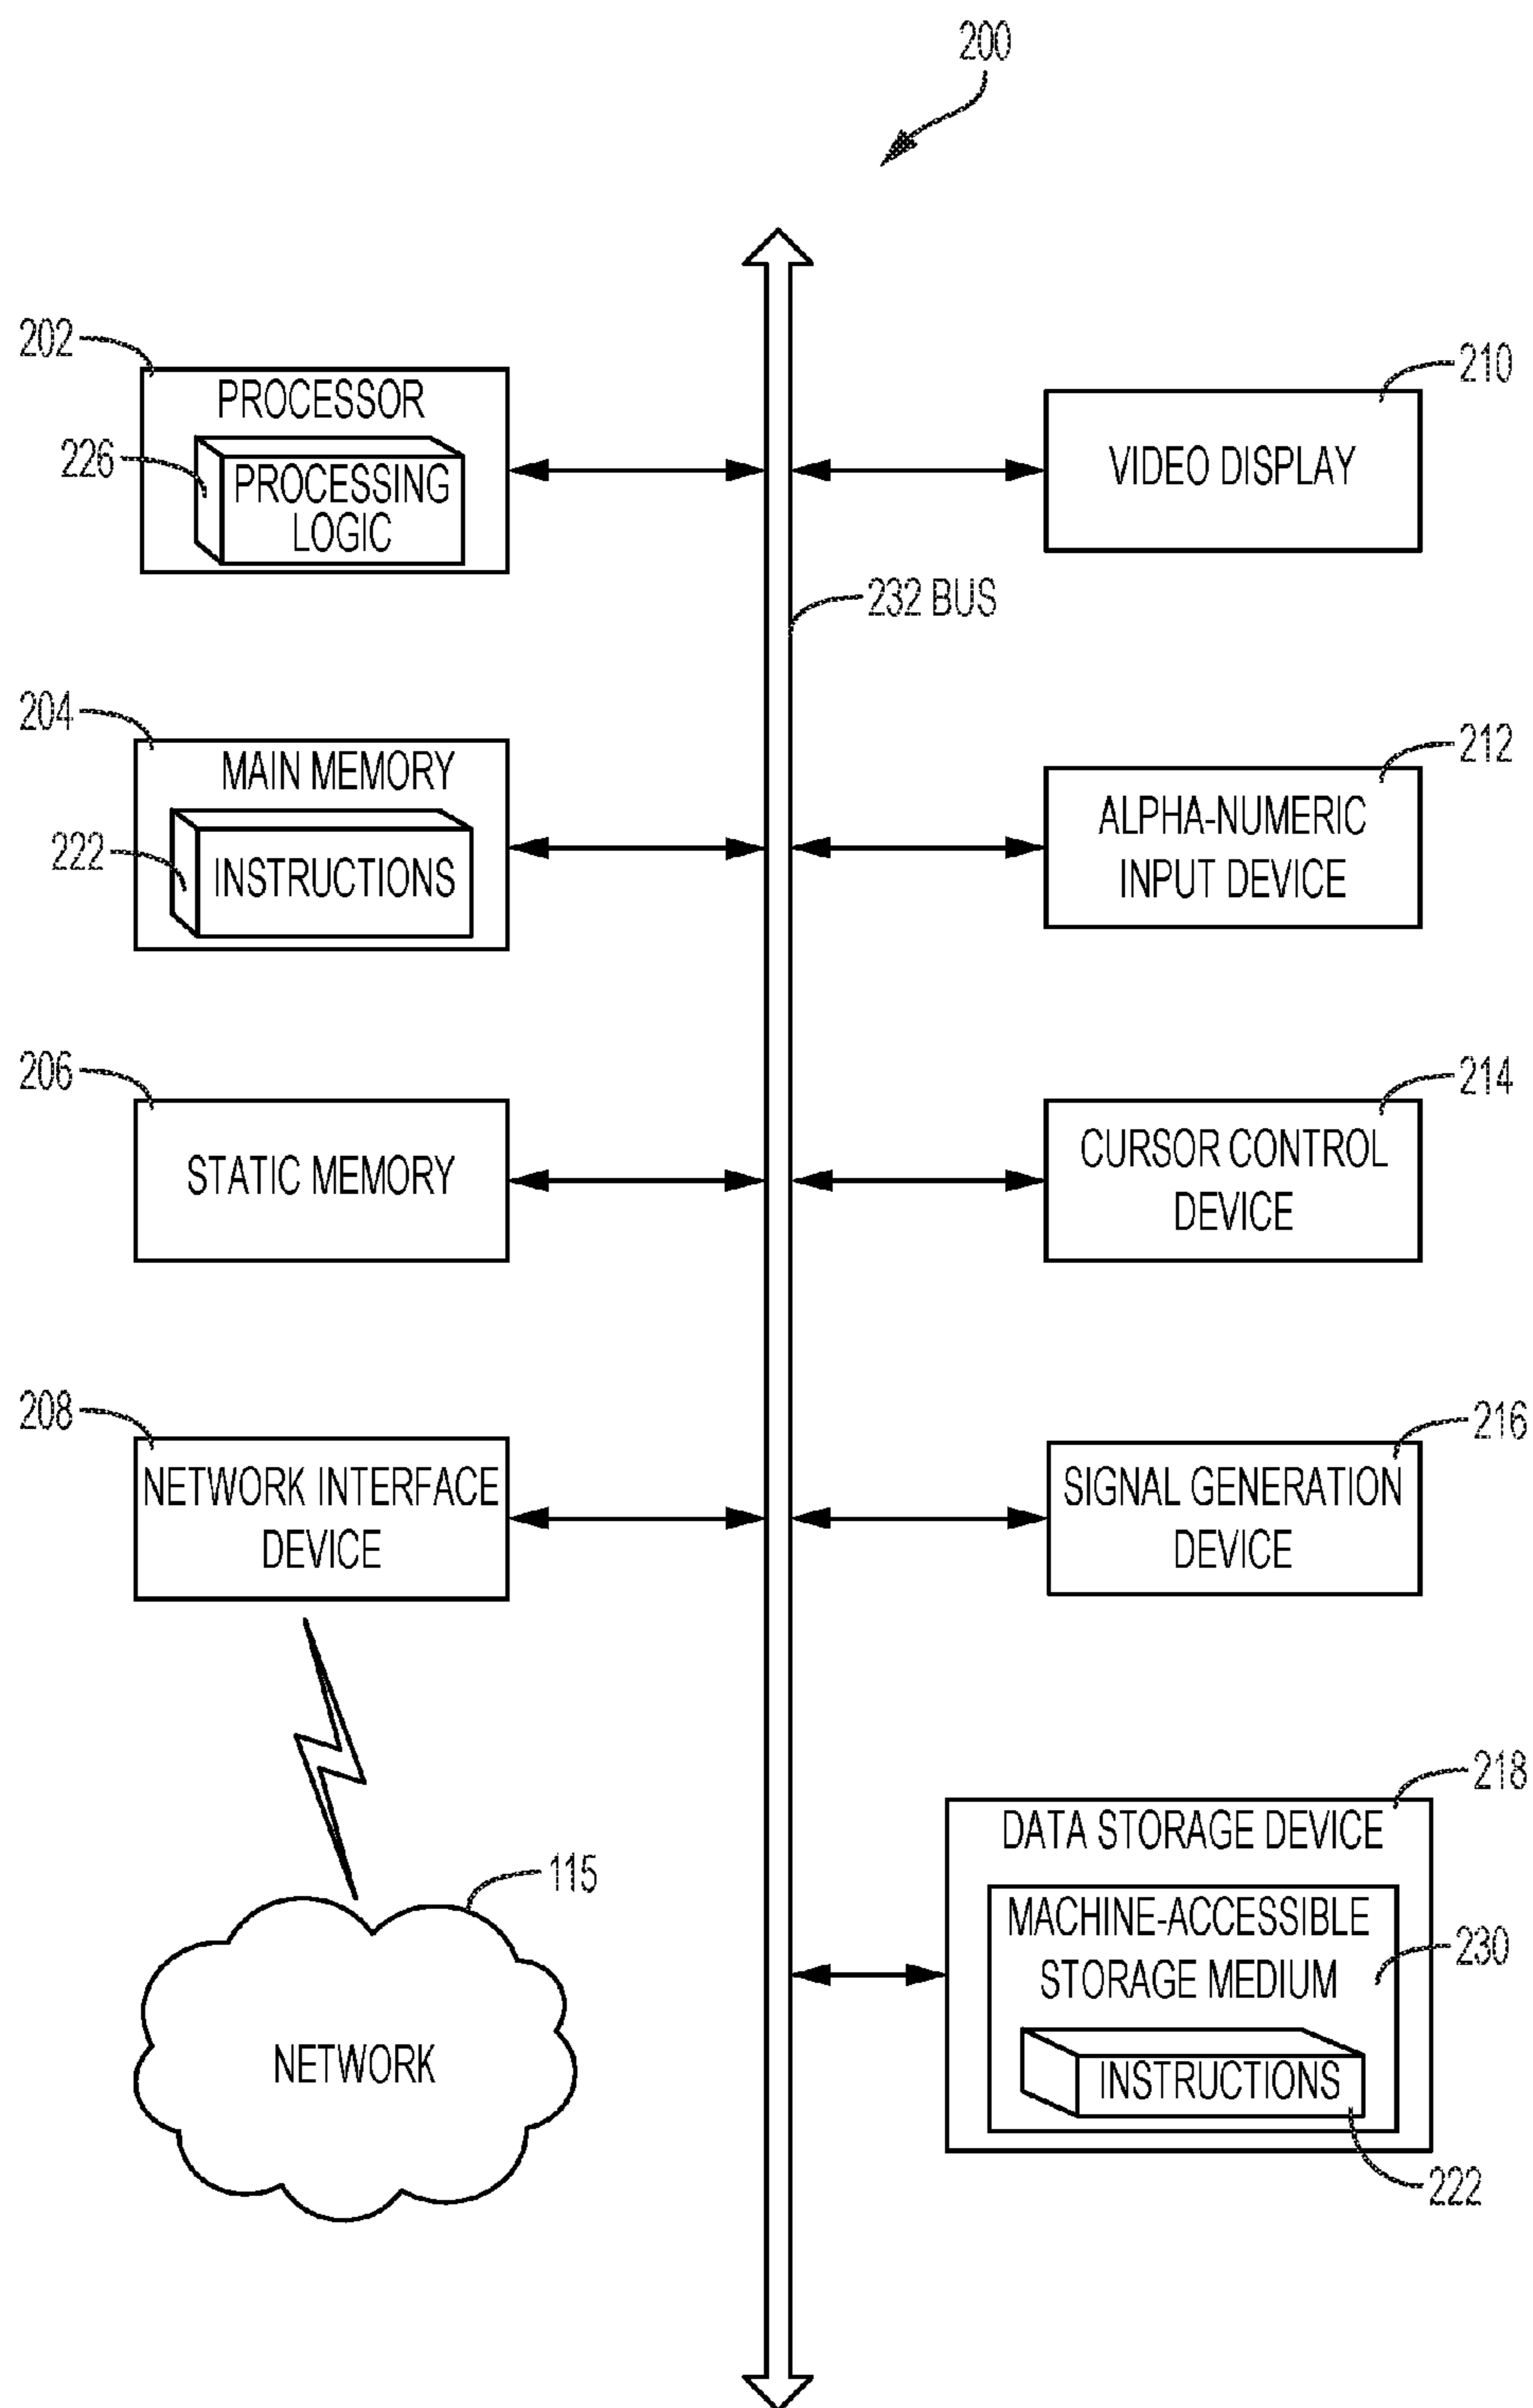 200
202
PROCESSOR
226
PROCESSING
LOGIC
210
VIDEO DISPLAY
232 BUS
204
MAIN MEMORY
222
INSTRUCTIONS
212
ALPHA-NUMERIC
INPUT DEVICE
206
STATIC MEMORY
214
CURSOR CONTROL
DEVICE
208
NETWORK INTERFACE
DEVICE
216
SIGNAL GENERATION
DEVICE
115
NETWORK
218
DATA STORAGE DEVICE
MACHINE-ACCESSIBLE
STORAGE MEDIUM
230
INSTRUCTIONS
222